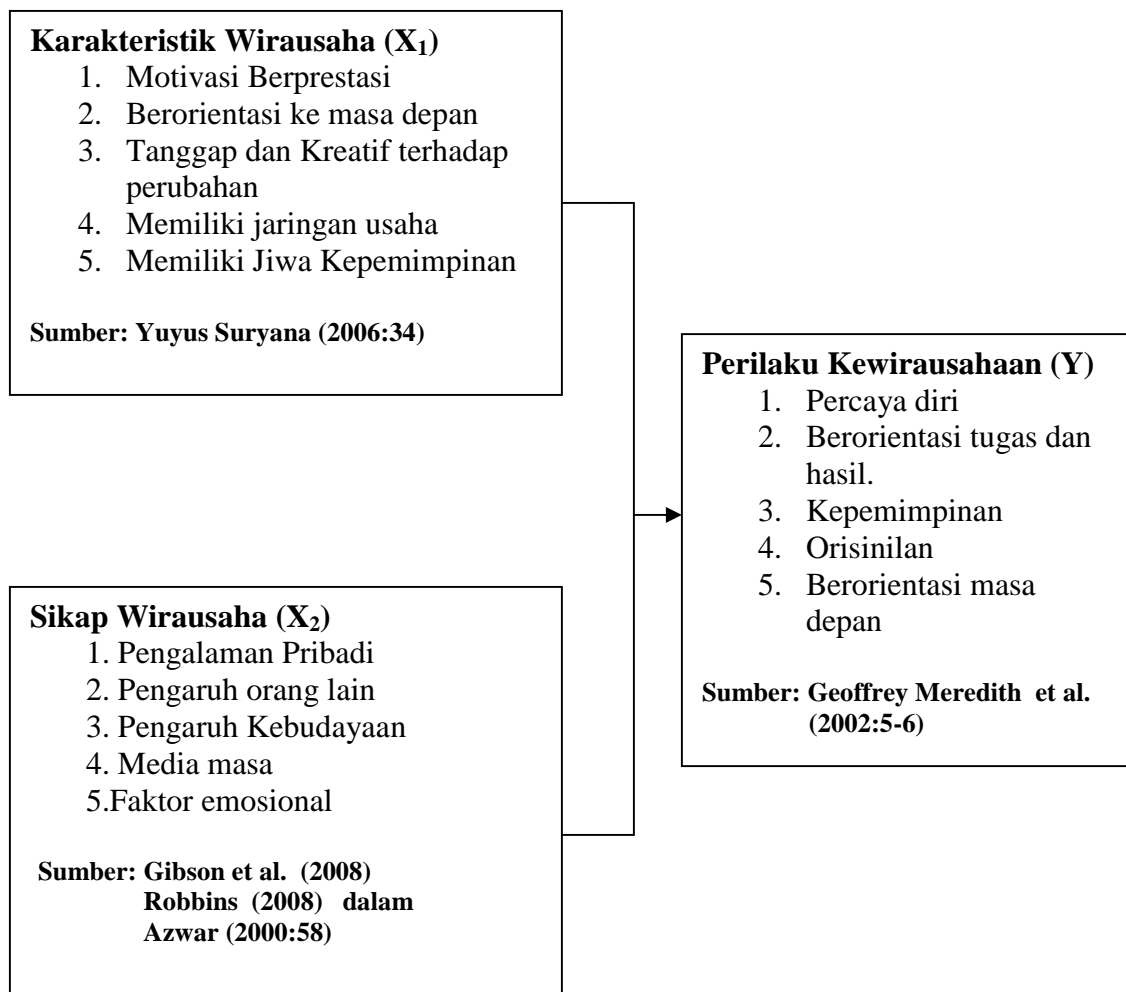 Karakteristik Wirausaha (X₁)
1. Motivasi Berprestasi
2. Berorientasi ke masa depan
3. Tanggap dan Kreatif terhadap
perubahan
4. Memiliki jaringan usaha
5. Memiliki Jiwa Kepemimpinan
Sumber: Yuyus Suryana (2006:34)
Sikap Wirausaha (X₂)
1. Pengalaman Pribadi
2. Pengaruh orang lain
3. Pengaruh Kebudayaan
4. Media masa
5.Faktor emosional
Sumber: Gibson et al. (2008)
Robbins (2008) dalam
Azwar (2000:58)
Perilaku Kewirausahaan (Y)
1. Percaya diri
2. Berorientasi tugas dan
hasil.
3. Kepemimpinan
4. Orisinilan
5. Berorientasi masa
depan
Sumber: Geoffrey Meredith et al.
(2002:5-6)